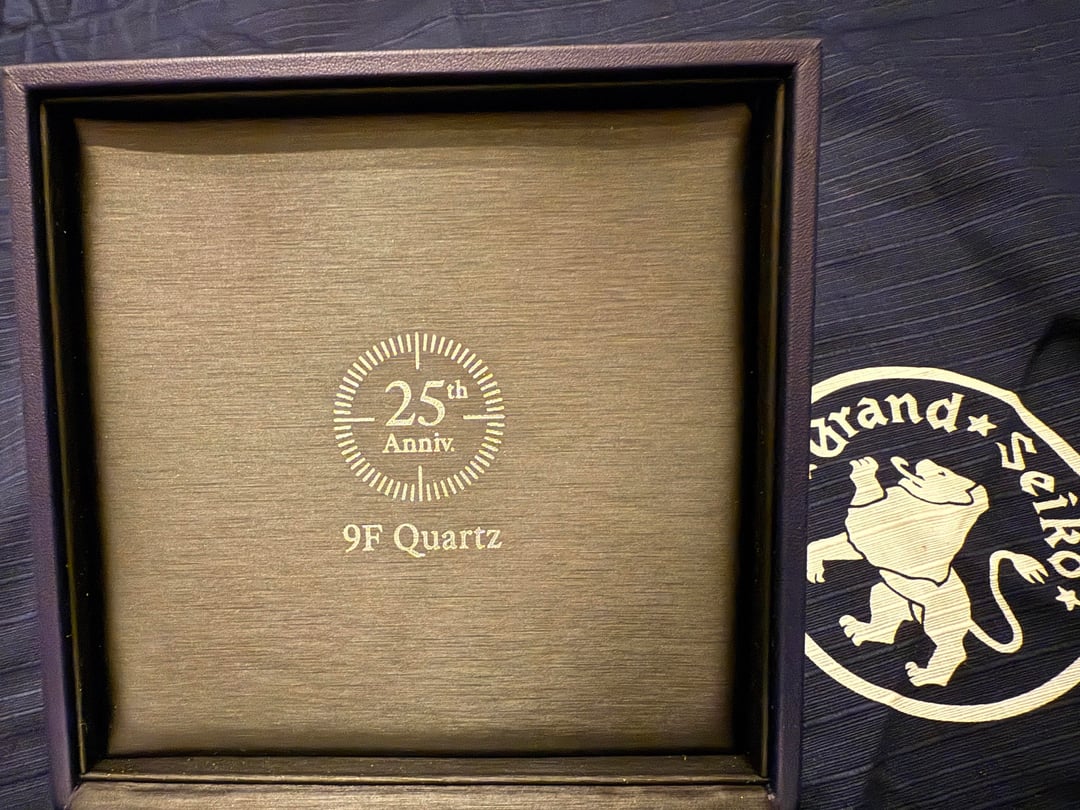 25th
Anniv.
9F Quartz
Grand★Seiko★